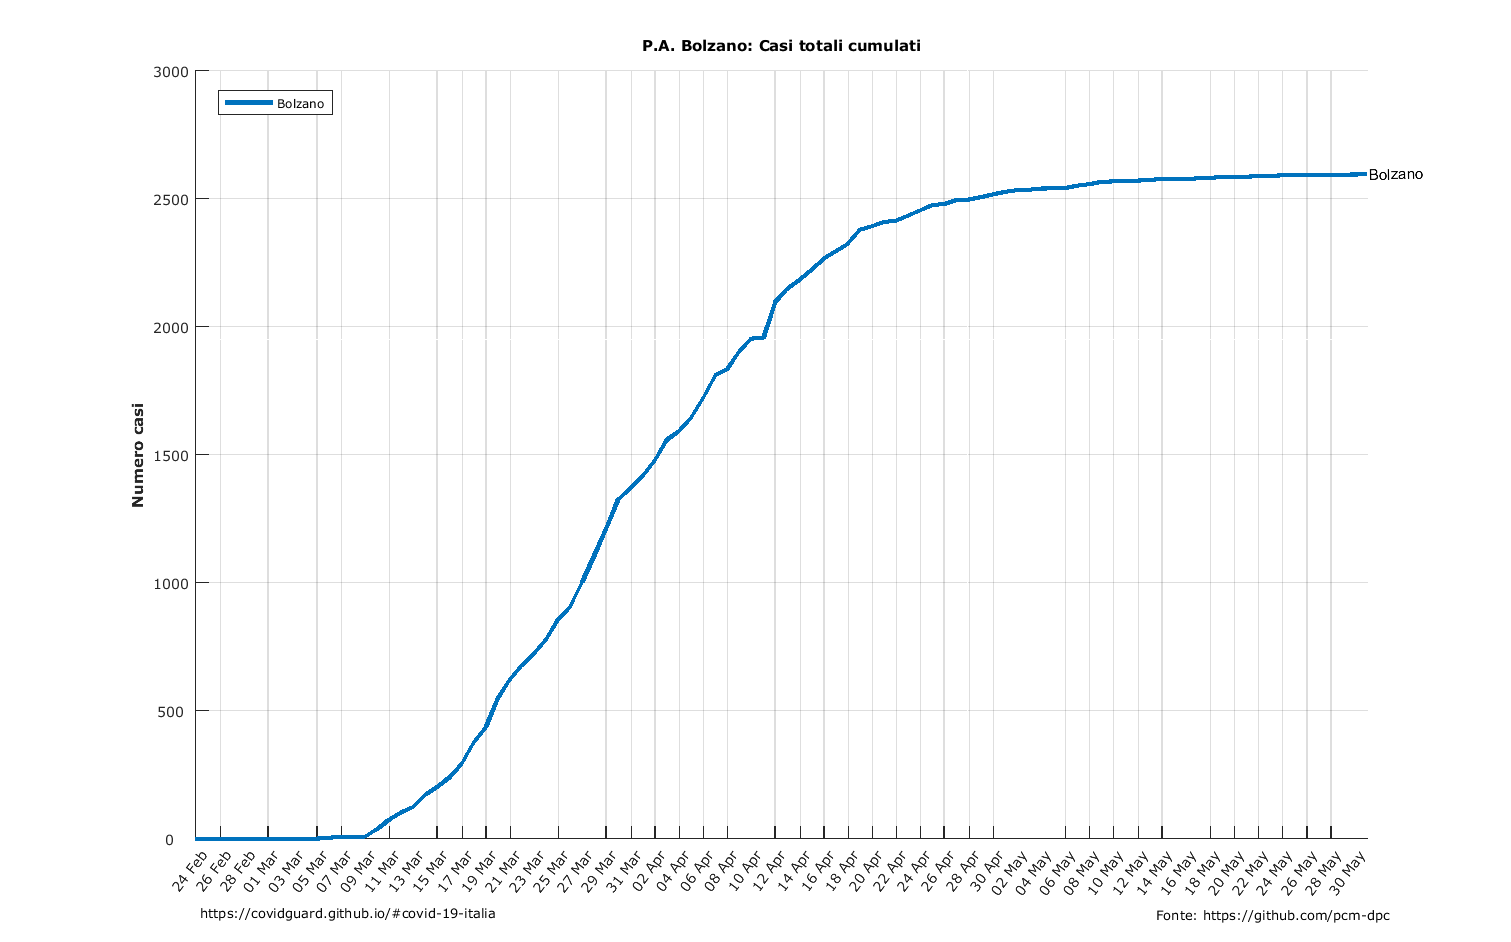 P.A. Bolzano: Casi totali cumulati
3000
2500
2000
1500
1000
500
0
Numero casi
Bolzano
Bolzano
24 Feb
26 Feb
28 Feb
01 Mar
03 Mar
05 Mar
07 Mar
09 Mar
11 Mar
13 Mar
15 Mar
17 Mar
19 Mar
21 Mar
23 Mar
25 Mar
27 Mar
29 Mar
31 Mar
02 Apr
04 Apr
06 Apr
08 Apr
10 Apr
12 Apr
14 Apr
16 Apr
18 Apr
20 Apr
22 Apr
24 Apr
26 Apr
28 Apr
30 Apr
02 May
04 May
06 May
08 May
10 May
12 May
14 May
16 May
18 May
20 May
22 May
24 May
26 May
28 May
30 May
https://covidguard.github.io/#covid-19-italia
Fonte: https://github.com/pcm-dpc